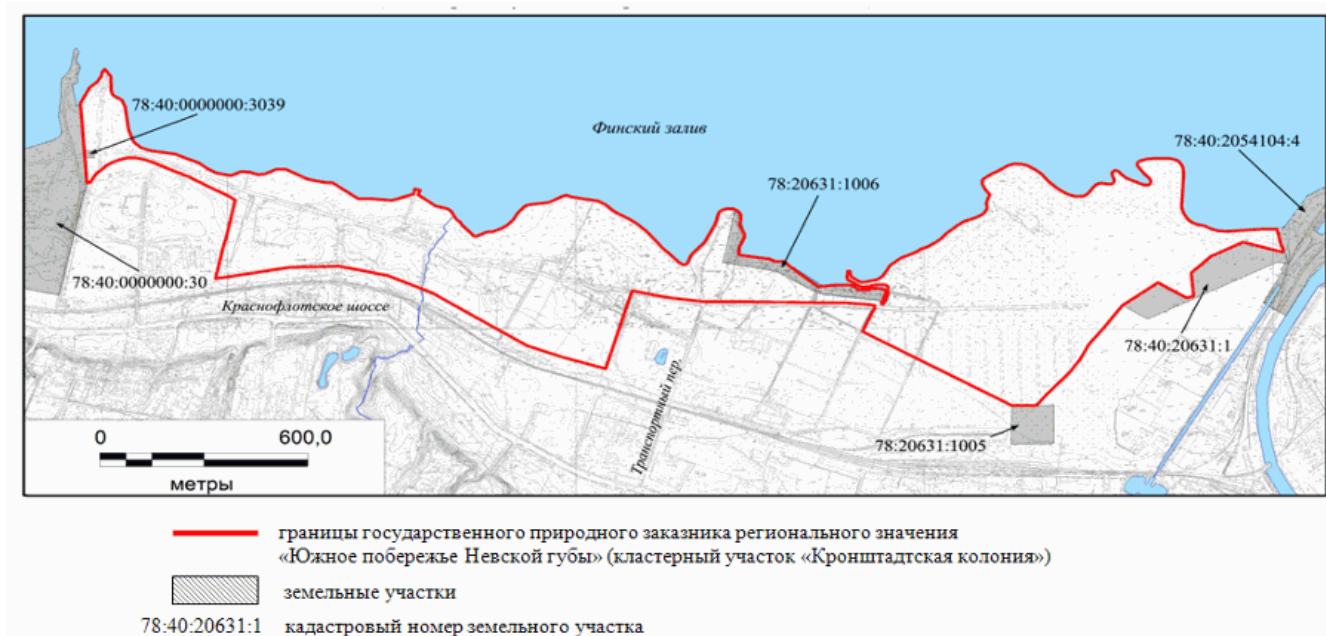 78:40:0000000:3039
Финский залив
78:40:2054104:4
78:20631:1006
78:40:0000000:30
Краснофлотское шоссе
78:40:20631:1
Транспортный пер.
78:20631:1005
0 600,0
метры
границы государственного природного заказника регионального значения
«Южное побережье Невской губы» (кластерный участок «Кронштадтская колония»)
земельные участки
78:40:20631:1 кадастровый номер земельного участка